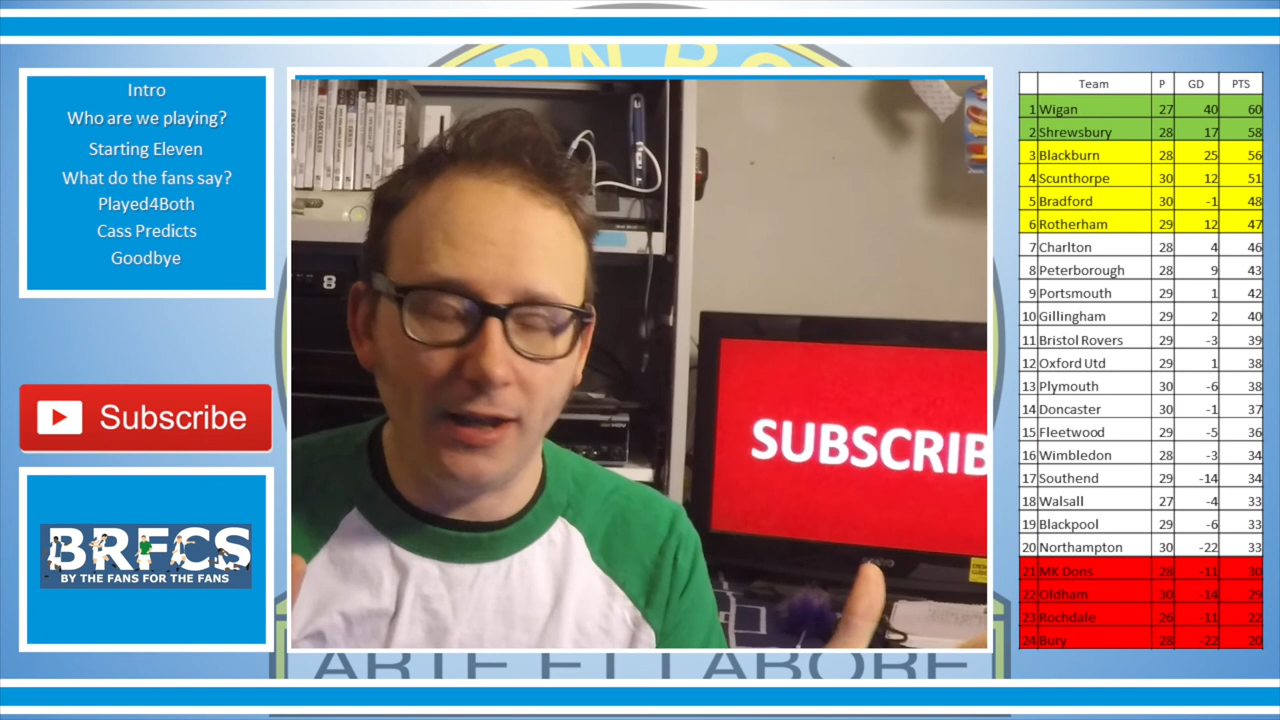 Intro
Who are we playing?
Starting Eleven
What do the fans say?
Played4Both
Cass Predicts
Goodbye
Subscribe
BRFCS
BY THE FANS FOR THE FANS
8
SUBSCRIB
ARTE ET LABORE
Team P GD PTS
1 Wigan 27 40 60
2 Shrewsbury 28 17 58
3 Blackburn 28 25 56
4 Scunthorpe 30 12 51
5 Bradford 30 -1 48
6 Rotherham 29 12 47
7 Charlton 28 4 46
8 Peterborough 28 9 43
9 Portsmouth 29 1 42
10 Gillingham 29 2 40
11 Bristol Rovers 29 -3 39
12 Oxford Utd 29 1 38
13 Plymouth 30 -6 38
14 Doncaster 30 -1 37
15 Fleetwood 29 -5 36
16 Wimbledon 28 -3 34
17 Southend 29 -14 34
18 Walsall 27 -4 33
19 Blackpool 29 -6 33
20 Northampton 30 -22 33
21 MK Dons 28 -11 30
22 Oldham 30 -14 29
23 Rochdale 26 -11 22
24 Bury 28 -22 20